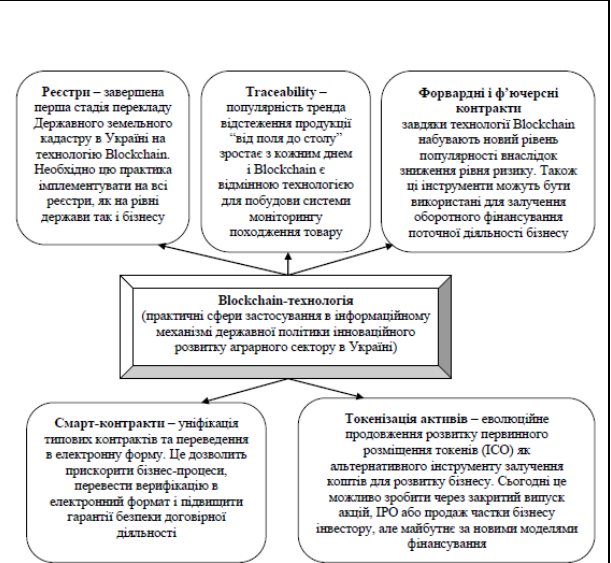 Реєстри – завершена
перша стадія перекладу
Державного земельного
кадастру в Україні на
технологію Blockchain.
Необхідно цю практика
імплементувати на всі
реєстри, як на рівні
держави так і бізнесу
Traceability –
популярність тренда
відстеження продукції
“від поля до столу”
зростає з кожним днем
і Blockchain є
відмінною технологією
для побудови системи
моніторингу
походження товару
Форвардні і ф’ючерсні
контракти
завдяки технології Blockchain
набувають новий рівень
популярності внаслідок
зниження рівня ризику. Також
ці інструменти можуть бути
використані для залучення
оборотного фінансування
поточної діяльності бізнесу
Blockchain-технологія
(практичні сфери застосування в інформаційному
механізмі державної політики інноваційного
розвитку аграрного сектору в Україні)
Смарт-контракти – уніфікація
типових контрактів та переведення
в електронну форму. Це дозволить
прискорити бізнес-процеси,
перевести верифікацію в
електронний формат і підвищити
гарантії безпеки договірної
діяльності
Токенізація активів – еволюційне
продовження розвитку первинного
розміщення токенів (ICO) як
альтернативного інструменту залучення
коштів для розвитку бізнесу. Сьогодні це
можливо зробити через закритий випуск
акцій, IPO або продаж частки бізнесу
інвестору, але майбутнє за новими моделями
фінансування